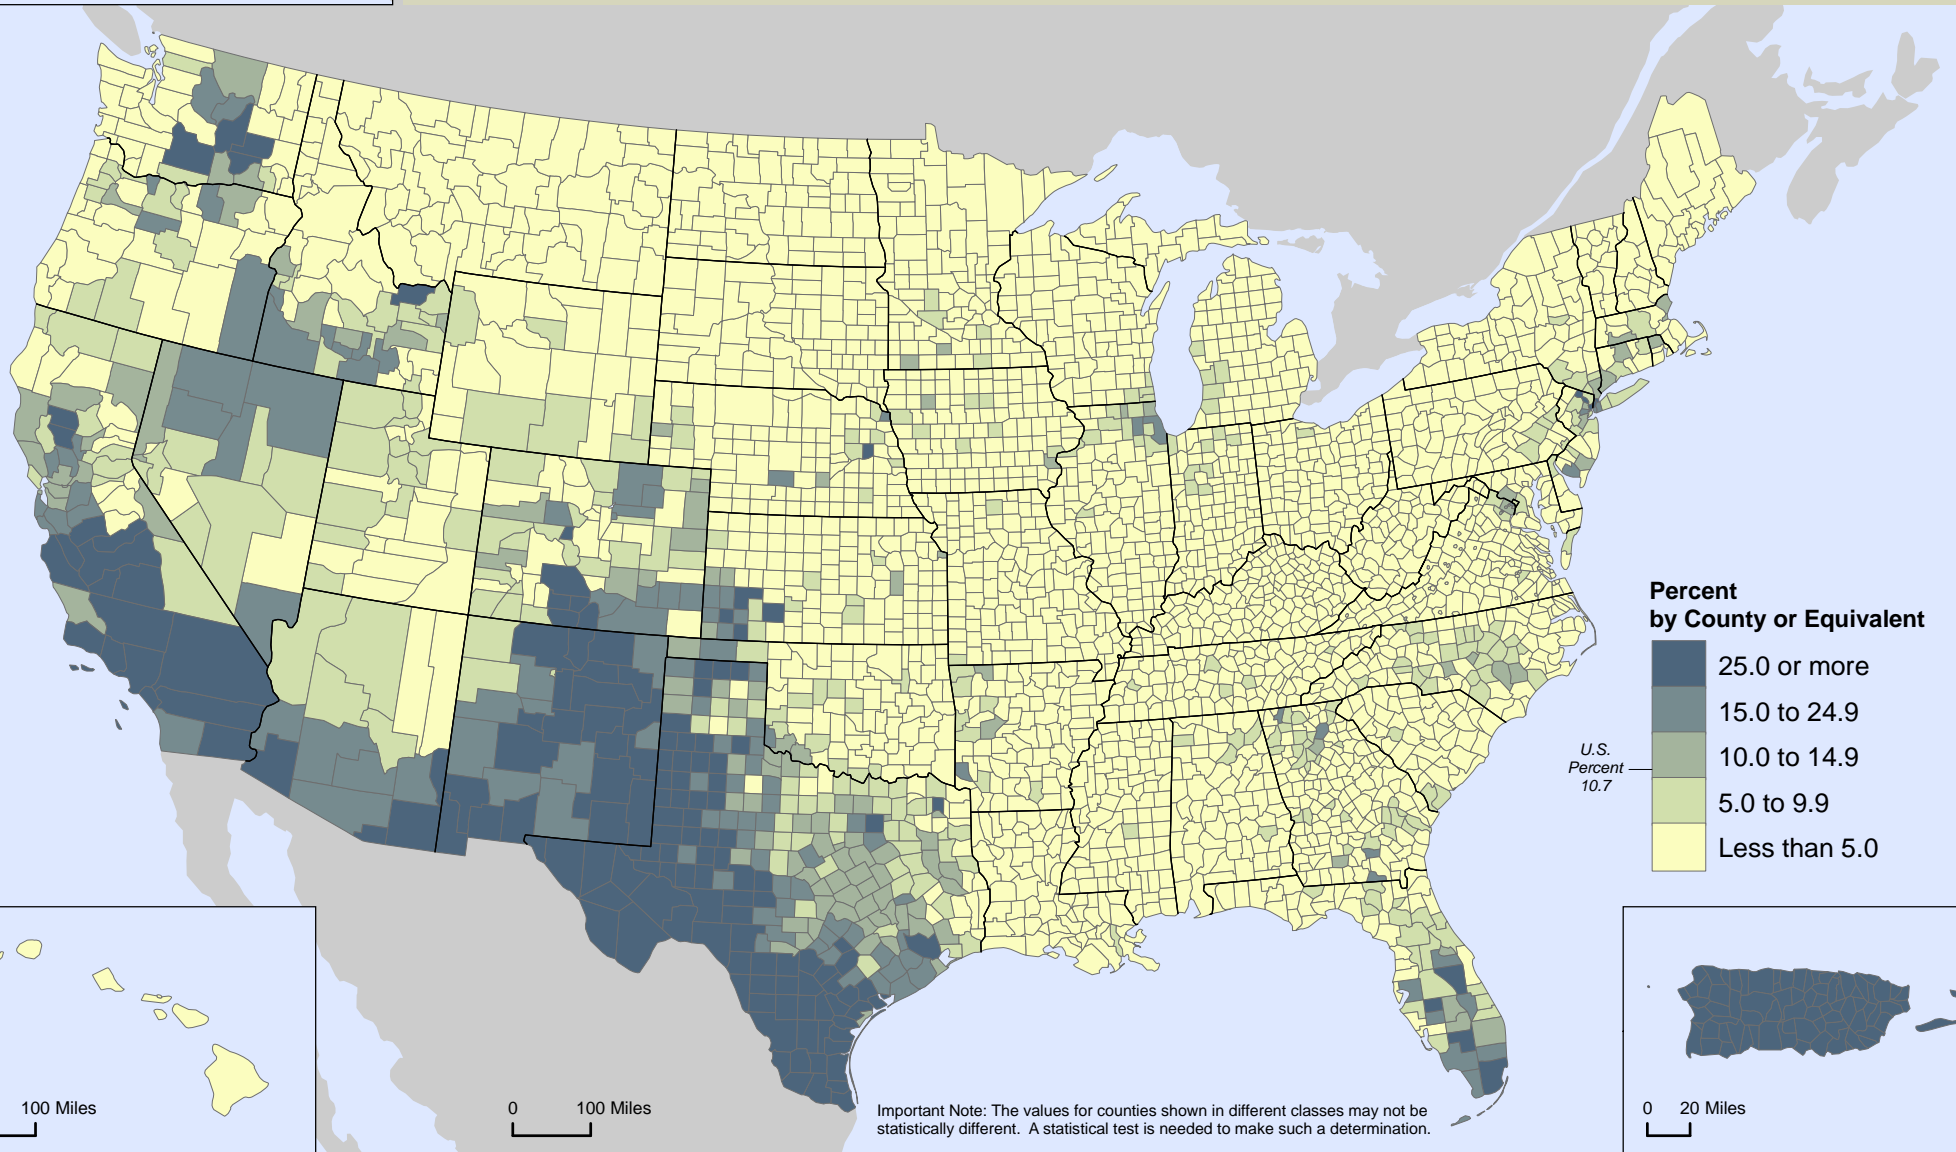 Percent
by County or Equivalent
25.0 or more
15.0 to 24.9
10.0 to 14.9
5.0 to 9.9
Less than 5.0
U.S.
Percent
10.7
100 Miles
0 100 Miles
Important Note: The values for counties shown in different classes may not be
statistically different. A statistical test is needed to make such a determination.
0 20 Miles